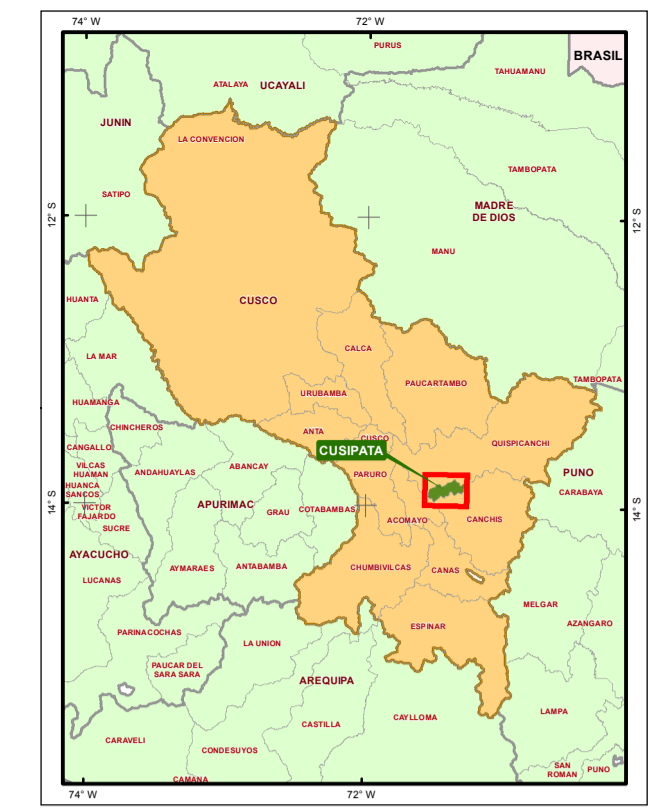 74° W
72° W
PURUS
BRASIL
TAHUAMANU
ATALAYA
UCAYALI
JUNIN
LA CONVENCION
TAMBOPATA
SATIPO
MADRE
DE DIOS
12° S
12° S
MANU
HUANTA
CUSCO
CALCA
LA MAR
PAUCARTAMBO
TAMBOPATA
URUBAMBA
HUAMANGA
CHINCHEROS
ANTA
CUSCO
QUISPICANCHI
CANGALLO
CUSIPATA
VILCAS
HUAMAN
ANDAHUAYLAS
ABANCAY
PARURO
PUNO
HUANCA
SANCOS
CARABAYA
APURIMAC
GRAU
COTABAMBAS
14° S
14° S
VICTOR
FAJARDO
ACOMAYO
CANCHIS
SUCRE
AYACUCHO
LUCANAS
AYMARAES
ANTABAMBA
CHUMBIVILCAS
CANAS
MELGAR
AZANGARO
PARINACOCHAS
LA UNION
ESPINAR
PAUCAR DEL
SARA SARA
AREQUIPA
CASTILLA
CAYLLOMA
LAMPA
CARAVELI
CONDESUYOS
SAN
ROMAN
PUNO
CAMANA
74° W
72° W